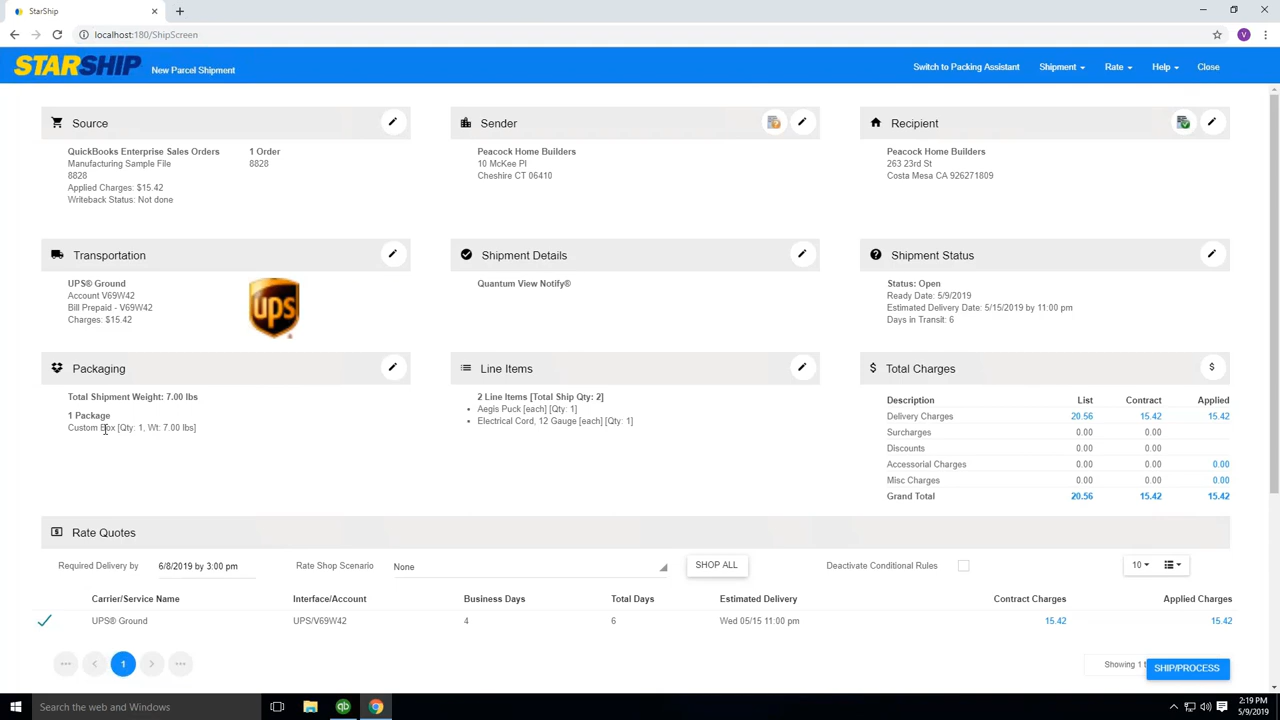 StarShip
localhost:180/ShipScreen
V
STARSHIP
New Parcel Shipment
Switch to Packing Assistant
Shipment
Rate
Help
Close
Source
QuickBooks Enterprise Sales Orders
1 Order
Manufacturing Sample File
8828
8828
Applied Charges: $15.42
Writeback Status: Not done
Sender
Peacock Home Builders
10 McKee Pl
Cheshire CT 06410
Recipient
Peacock Home Builders
263 23rd St
Costa Mesa CA 926271809
Transportation
UPS® Ground
Account V69W42
Bill Prepaid - V69W42
Charges: $15.42
ups
Shipment Details
Quantum View Notify®
Shipment Status
Status: Open
Ready Date: 5/9/2019
Estimated Delivery Date: 5/15/2019 by 11:00 pm
Days in Transit: 6
Packaging
Total Shipment Weight: 7.00 lbs
1 Package
Custom Box [Qty: 1, Wt: 7.00 lbs]
Line Items
2 Line Items [Total Ship Qty: 2]
• Aegis Puck [each] [Qty: 1]
• Electrical Cord, 12 Gauge [each] [Qty: 1]
$ Total Charges
$
Description List Contract Applied
Delivery Charges 20.56 15.42 15.42
Surcharges 0.00 0.00
Discounts 0.00 0.00
Accessorial Charges 0.00 0.00 0.00
Misc Charges 0.00 0.00 0.00
Grand Total 20.56 15.42 15.42
Rate Quotes
Required Delivery by 6/8/2019 by 3:00 pm Rate Shop Scenario None SHOP ALL Deactivate Conditional Rules 10
Carrier/Service Name Interface/Account Business Days Total Days Estimated Delivery Contract Charges Applied Charges
UPS® Ground UPS/V69W42 4 6 Wed 05/15 11:00 pm 15.42 15.42
1
Showing 1
SHIP/PROCESS
Search the web and Windows
2:19 PM
5/9/2019